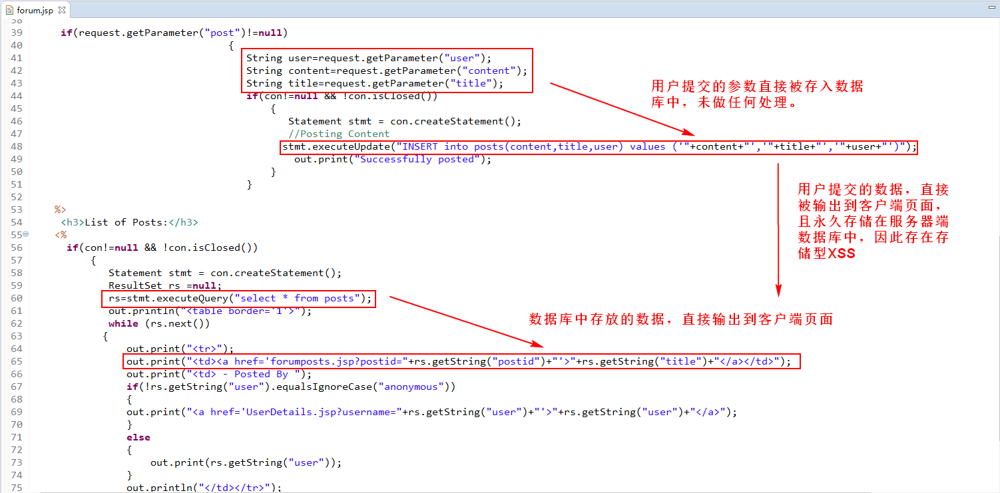 forum.jsp
38
39 if(request.getParameter("post")!=null)
40 {
41 String user=request.getParameter("user");
42 String content=request.getParameter("content");
43 String title=request.getParameter("title");
44 if(con!=null && !con.isClosed())
45 {
46 Statement stmt = con.createStatement();
47 //Posting Content
48 stmt.executeUpdate("INSERT into posts(content,title,user) values ('"+content+"','"+title+"','"+user+"')");
49 out.print("Successfully posted");
50 }
51 }
52
53 %>
54 <h3>List of Posts:</h3>
55 <%
56 if(con!=null && !con.isClosed())
57 {
58 Statement stmt = con.createStatement();
59 ResultSet rs =null;
60 rs=stmt.executeQuery("select * from posts");
61 out.println("<table border='1'>");
62 while (rs.next())
63 {
64 out.print("<tr>");
65 out.print("<td><a href='forumposts.jsp?postid="+rs.getString("postid")+"'>"+rs.getString("title")+"</a></td>");
66 out.print("<td> - Posted By ");
67 if(!rs.getString("user").equalsIgnoreCase("anonymous"))
68 {
69 out.print("<a href='UserDetails.jsp?username="+rs.getString("user")+"'>"+rs.getString("user")+"</a>");
70 }
71 else
72 {
73 out.print(rs.getString("user"));
74 }
75 out.println("</td></tr>");
用户提交的参数直接被存入数据
库中，未做任何处理。
用户提交的数据，直接
被输出到客户端页面，
且永久存储在服务器端
数据库中，因此存在存
储型XSS
数据库中存放的数据，直接输出到客户端页面